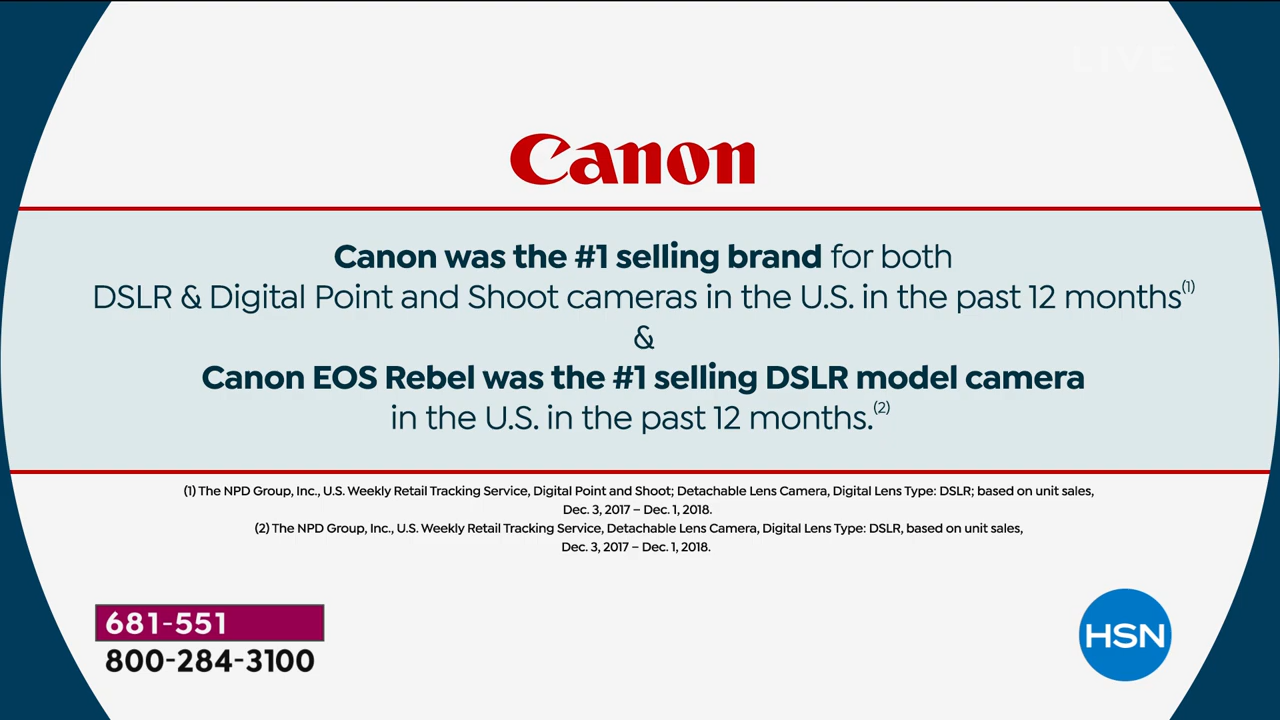 LIVE
Canon
Canon was the #1 selling brand for both
DSLR & Digital Point and Shoot cameras in the U.S. in the past 12 months(1)
&
Canon EOS Rebel was the #1 selling DSLR model camera
in the U.S. in the past 12 months.(2)
(1) The NPD Group, Inc., U.S. Weekly Retail Tracking Service, Digital Point and Shoot; Detachable Lens Camera, Digital Lens Type: DSLR; based on unit sales,
Dec. 3, 2017 – Dec. 1, 2018.
(2) The NPD Group, Inc., U.S. Weekly Retail Tracking Service, Detachable Lens Camera, Digital Lens Type: DSLR, based on unit sales,
Dec. 3, 2017 – Dec. 1, 2018.
681-551
800-284-3100
HSN